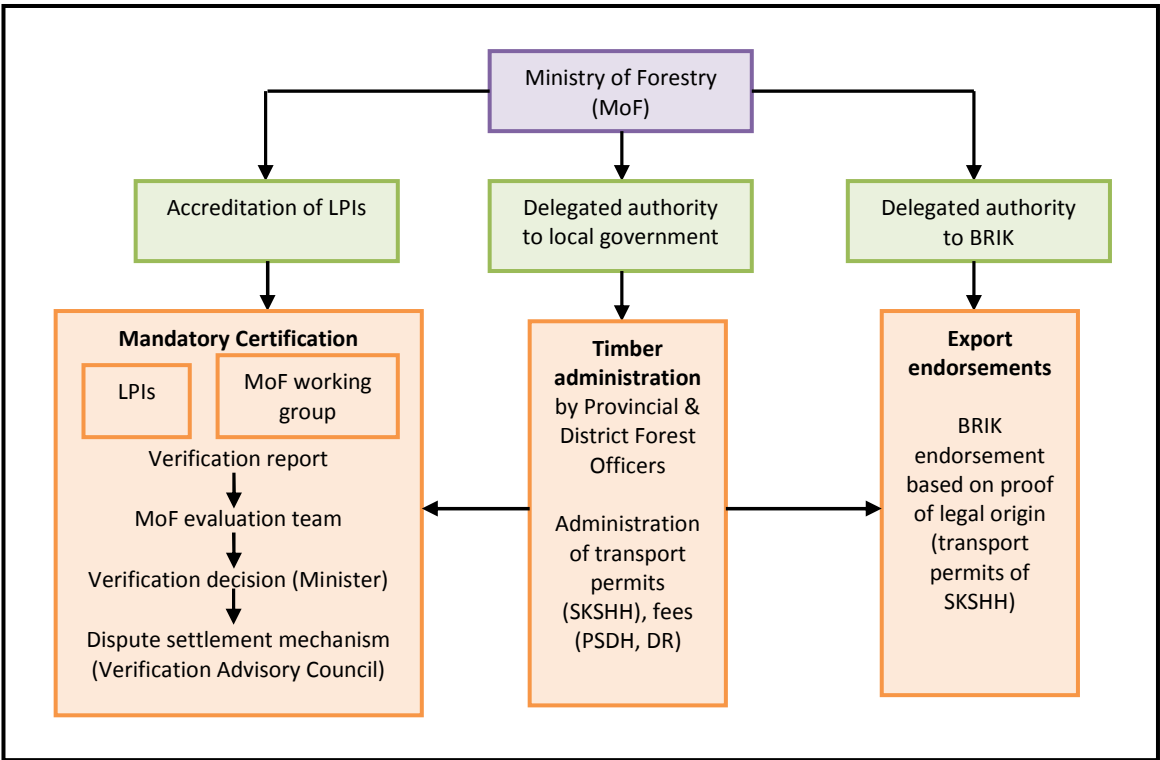 Ministry of Forestry
(MoF)
Accreditation of LPIs
Delegated authority
to local government
Delegated authority
to BRIK
Mandatory Certification
LPIs
MoF working
group
Verification report
MoF evaluation team
Verification decision (Minister)
Dispute settlement mechanism
(Verification Advisory Council)
Timber
administration
by Provincial &
District Forest
Officers
Administration
of transport
permits
(SKSHH), fees
(PSDH, DR)
Export
endorsements
BRIK
endorsement
based on proof
of legal origin
(transport
permits of
SKSHH)